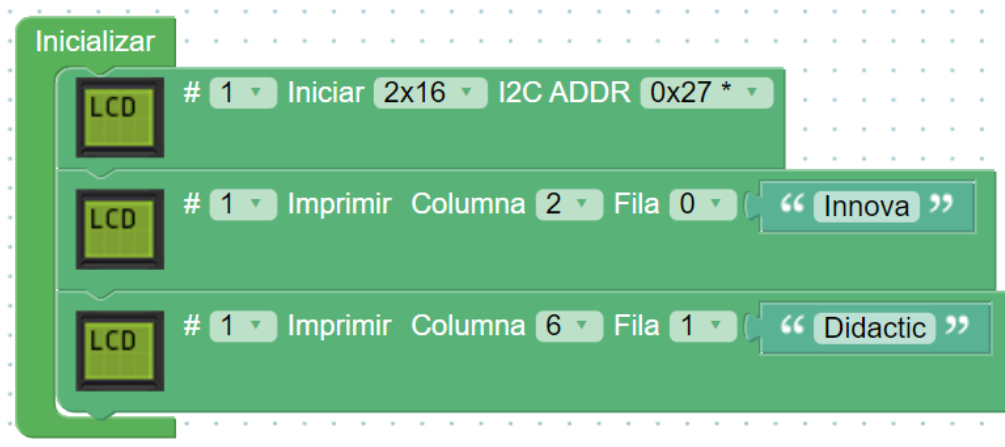 Inicializar
LCD # 1 Iniciar 2x16 I2C ADDR 0x27 *
LCD # 1 Imprimir Columna 2 Fila 0 “ Innova ”
LCD # 1 Imprimir Columna 6 Fila 1 “ Didactic ”